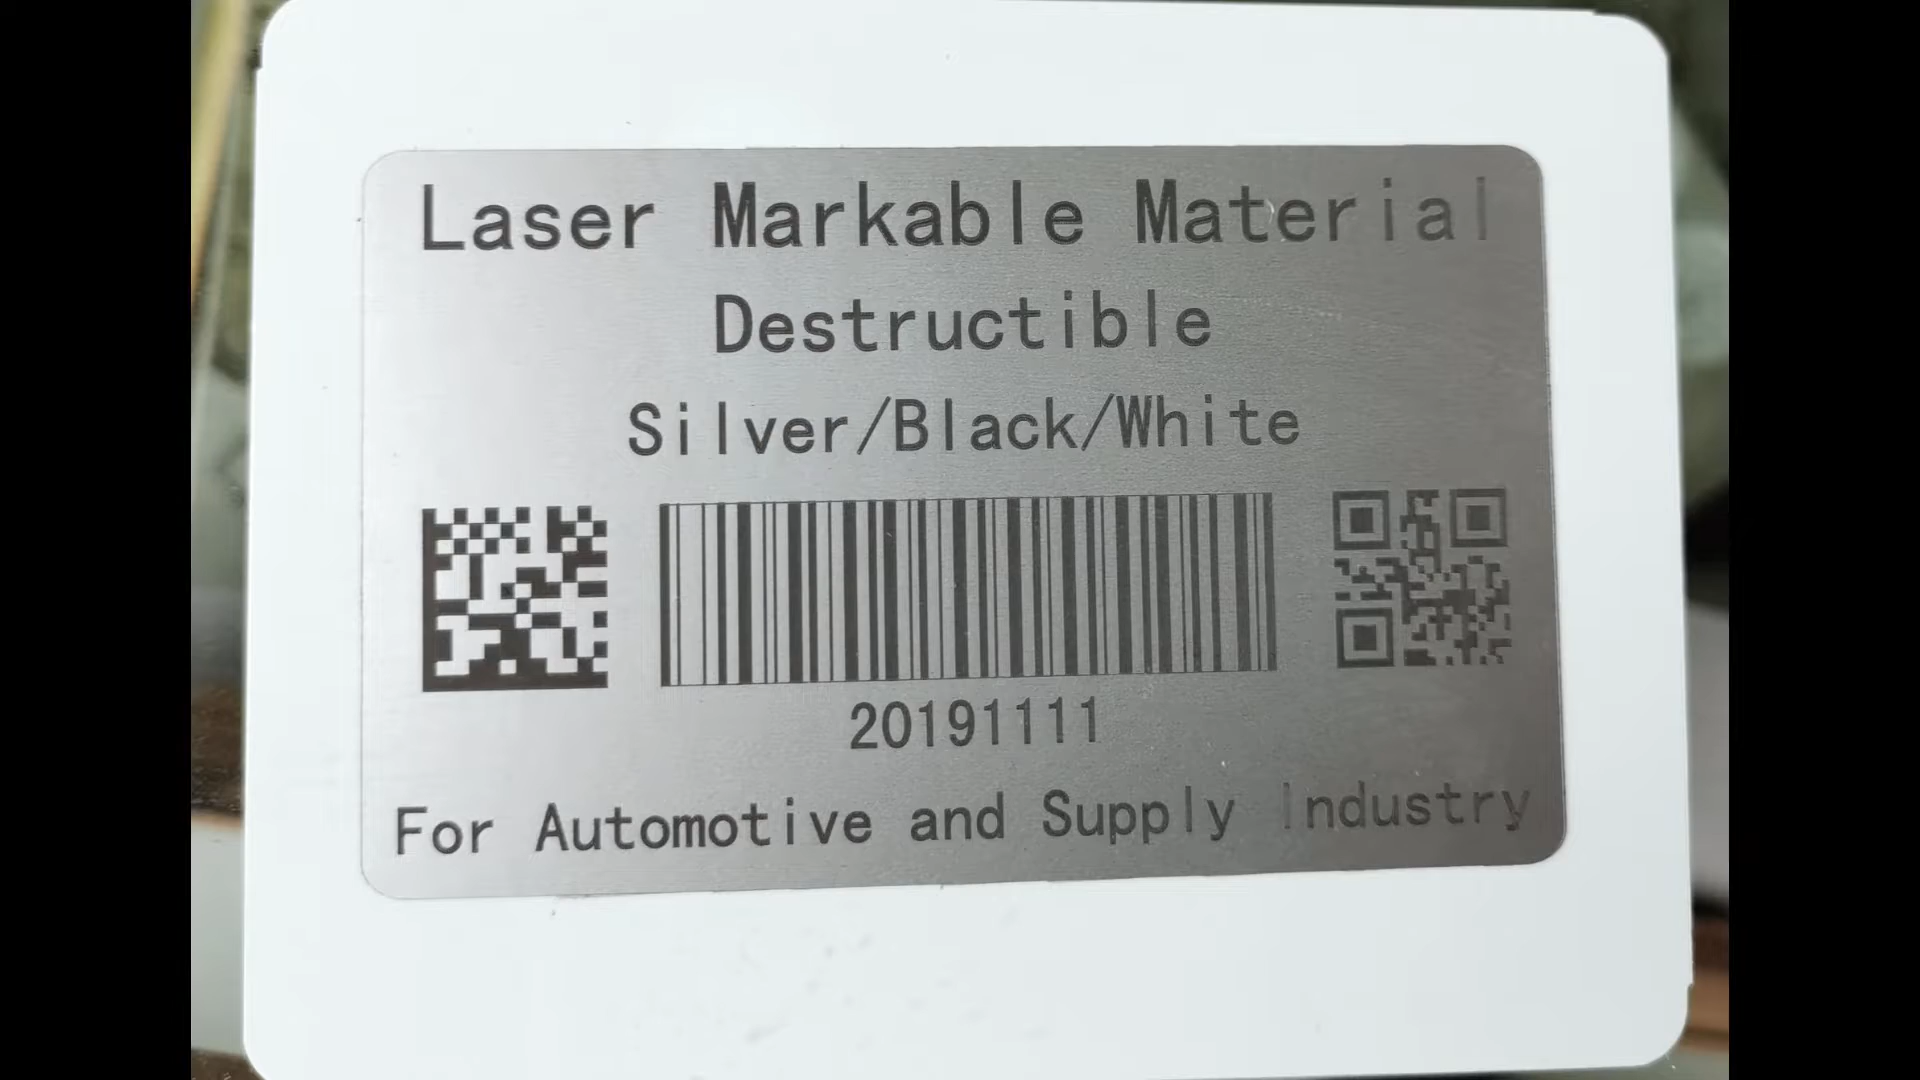 Laser Markable Material
Destructible
Silver/Black/White
20191111
For Automotive and Supply Industry